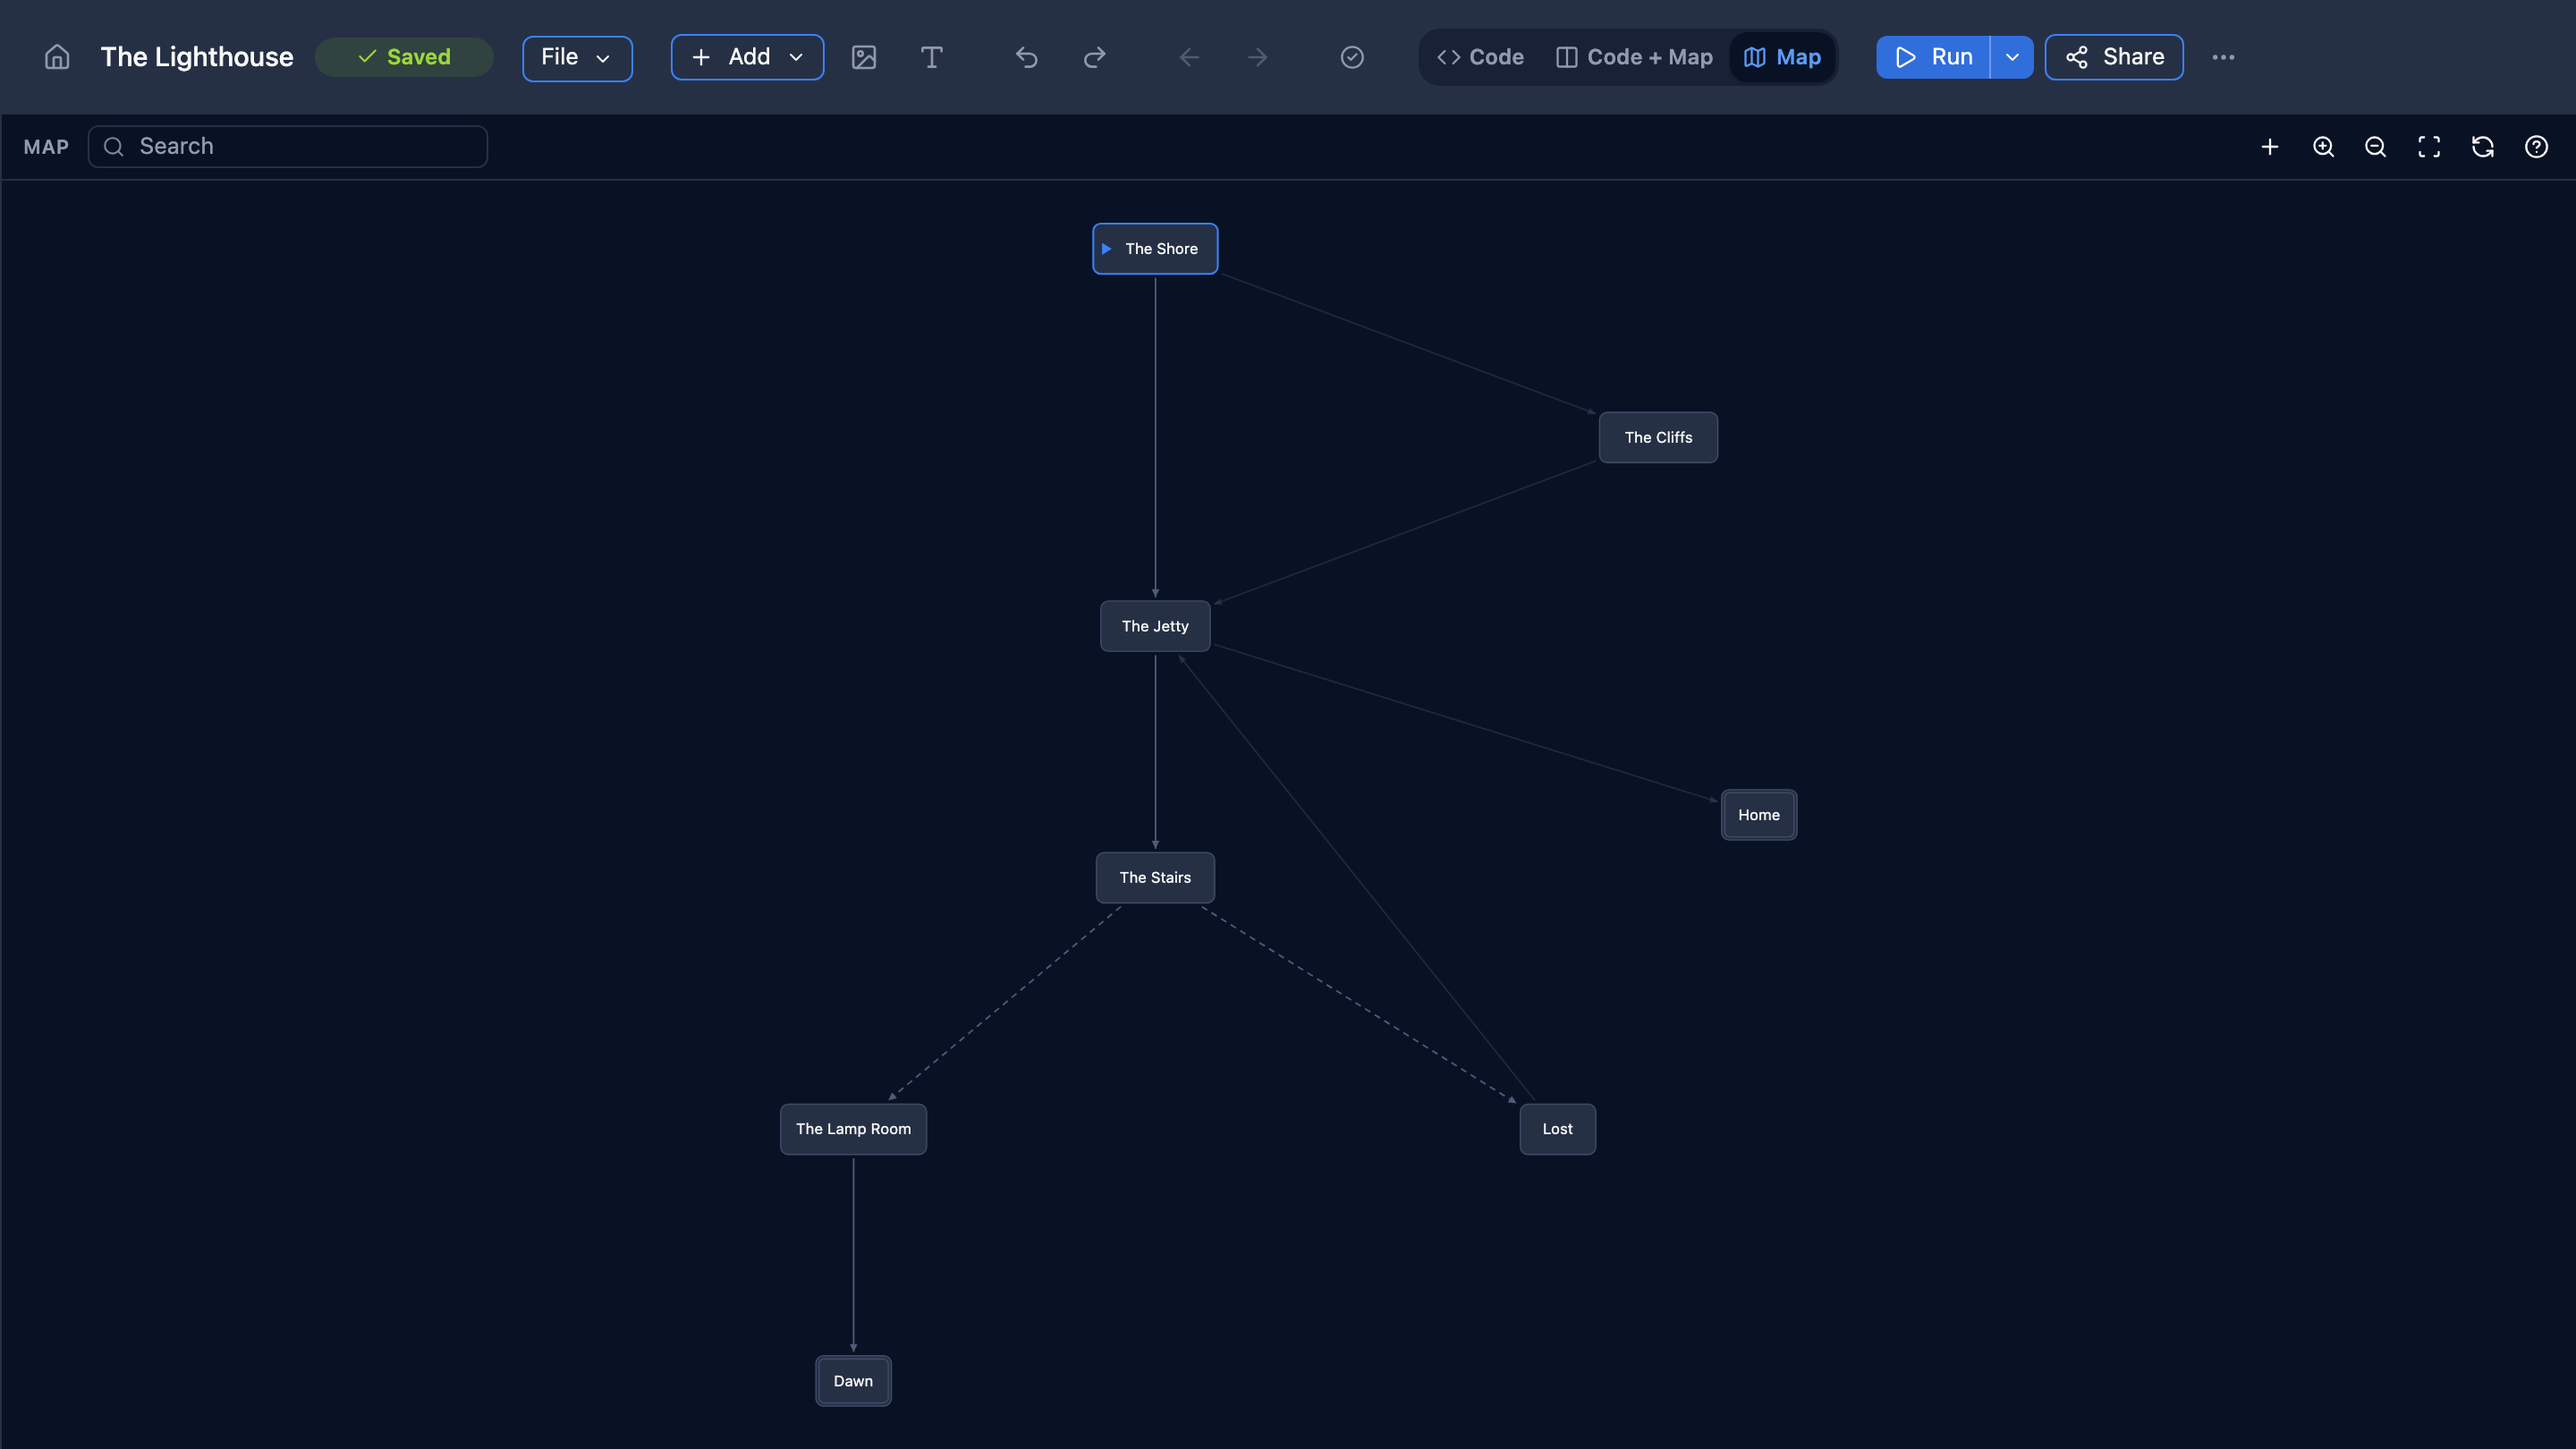 The Lighthouse
Saved
File
Add
Code
Code + Map
Map
Run
Share
MAP
Search
The Shore
The Cliffs
The Jetty
Home
The Stairs
The Lamp Room
Lost
Dawn